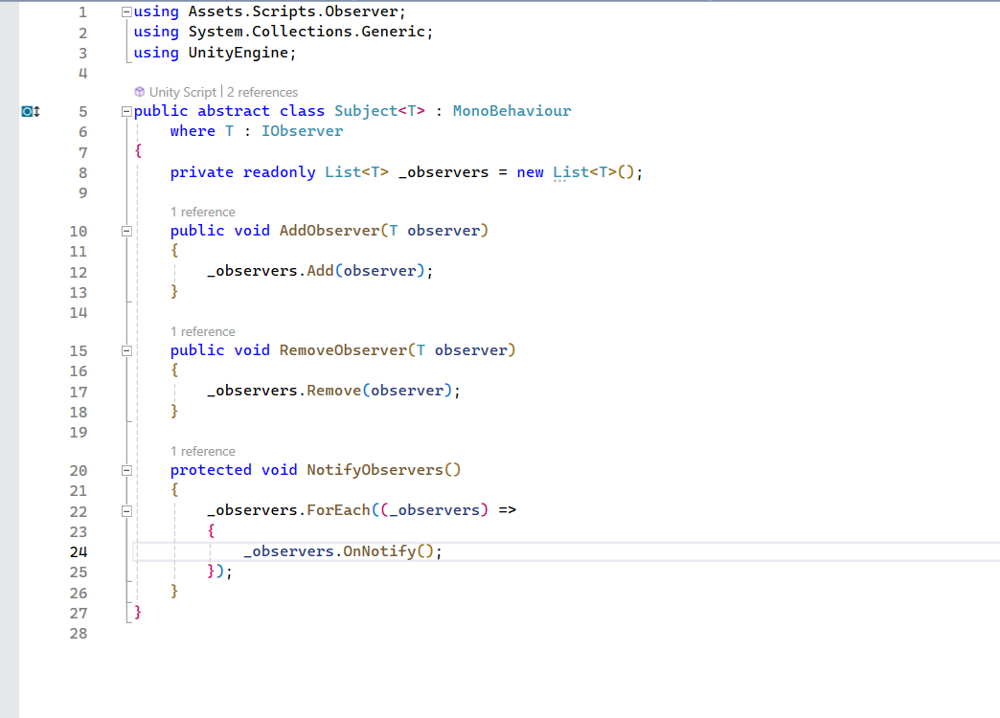 1 using Assets.Scripts.Observer;
2 using System.Collections.Generic;
3 using UnityEngine;
4
Unity Script | 2 references
5 public abstract class Subject<T> : MonoBehaviour
6 where T : IObserver
7 {
8 private readonly List<T> _observers = new List<T>();
9
1 reference
10 public void AddObserver(T observer)
11 {
12 _observers.Add(observer);
13 }
14
1 reference
15 public void RemoveObserver(T observer)
16 {
17 _observers.Remove(observer);
18 }
19
1 reference
20 protected void NotifyObservers()
21 {
22 _observers.ForEach((_observers) =>
23 {
24 _observers.OnNotify();
25 });
26 }
27 }
28